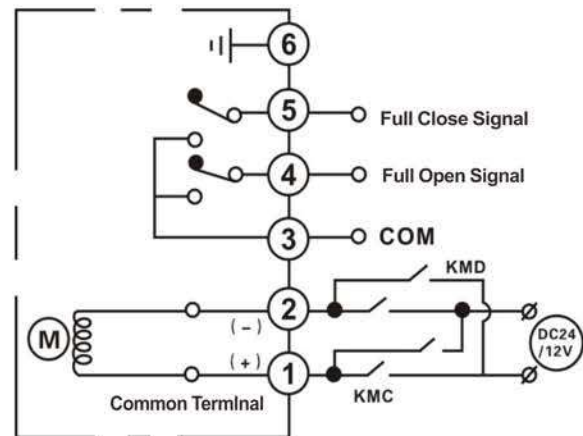 6
5 Full Close Signal
4 Full Open Signal
3 COM
KMD
2
(-)
M
DC24
/12V
(+)
1
Common TermInal
KMC